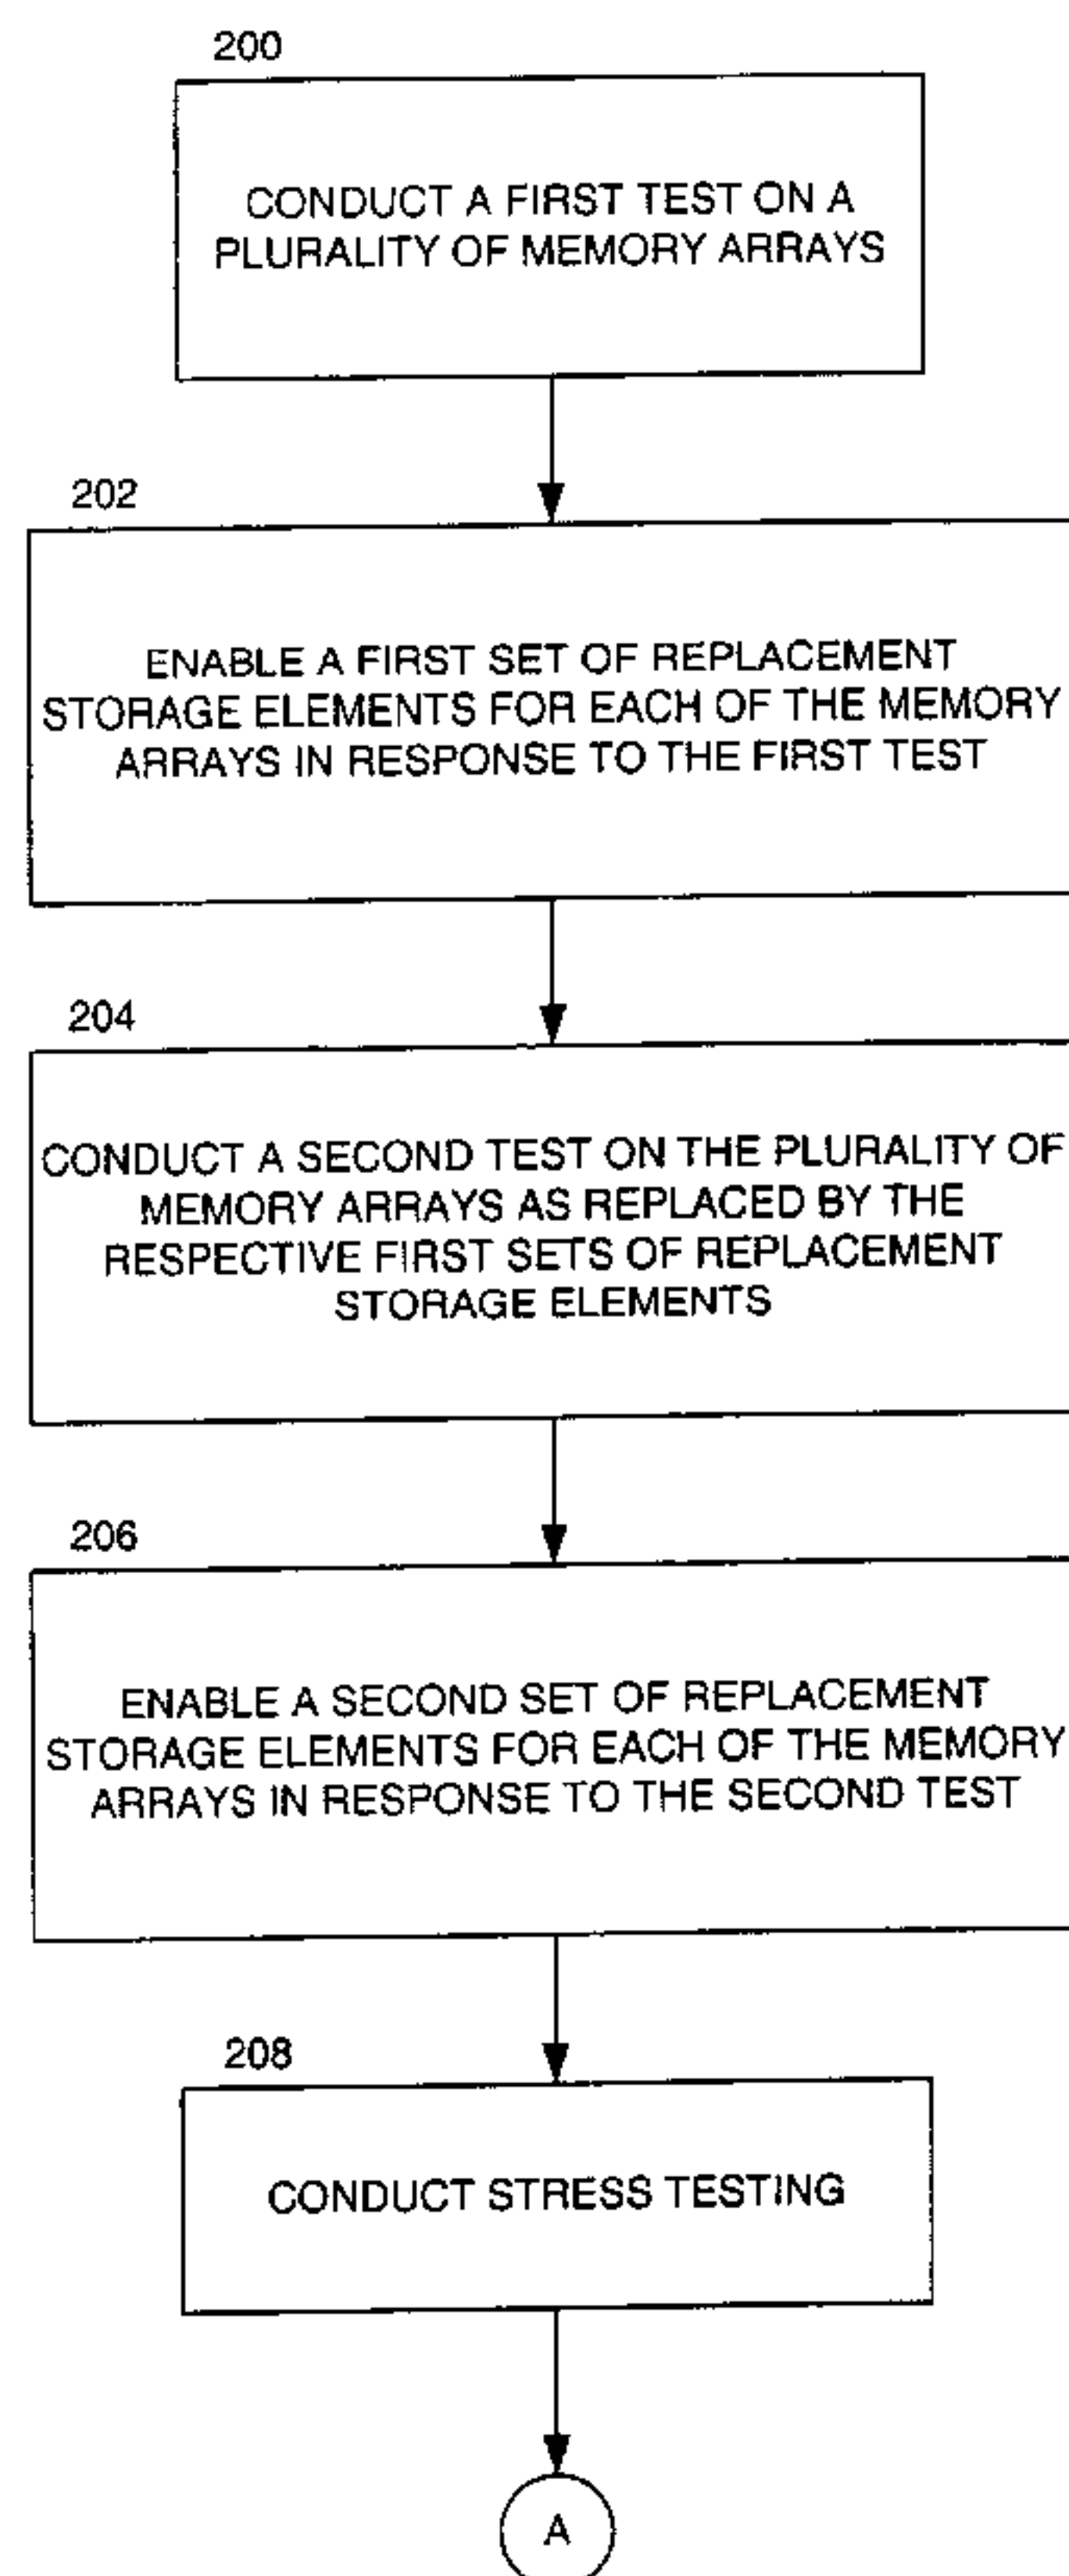 200
CONDUCT A FIRST TEST ON A
PLURALITY OF MEMORY ARRAYS
202
ENABLE A FIRST SET OF REPLACEMENT
STORAGE ELEMENTS FOR EACH OF THE MEMORY
ARRAYS IN RESPONSE TO THE FIRST TEST
204
CONDUCT A SECOND TEST ON THE PLURALITY OF
MEMORY ARRAYS AS REPLACED BY THE
RESPECTIVE FIRST SETS OF REPLACEMENT
STORAGE ELEMENTS
206
ENABLE A SECOND SET OF REPLACEMENT
STORAGE ELEMENTS FOR EACH OF THE MEMORY
ARRAYS IN RESPONSE TO THE SECOND TEST
208
CONDUCT STRESS TESTING
A